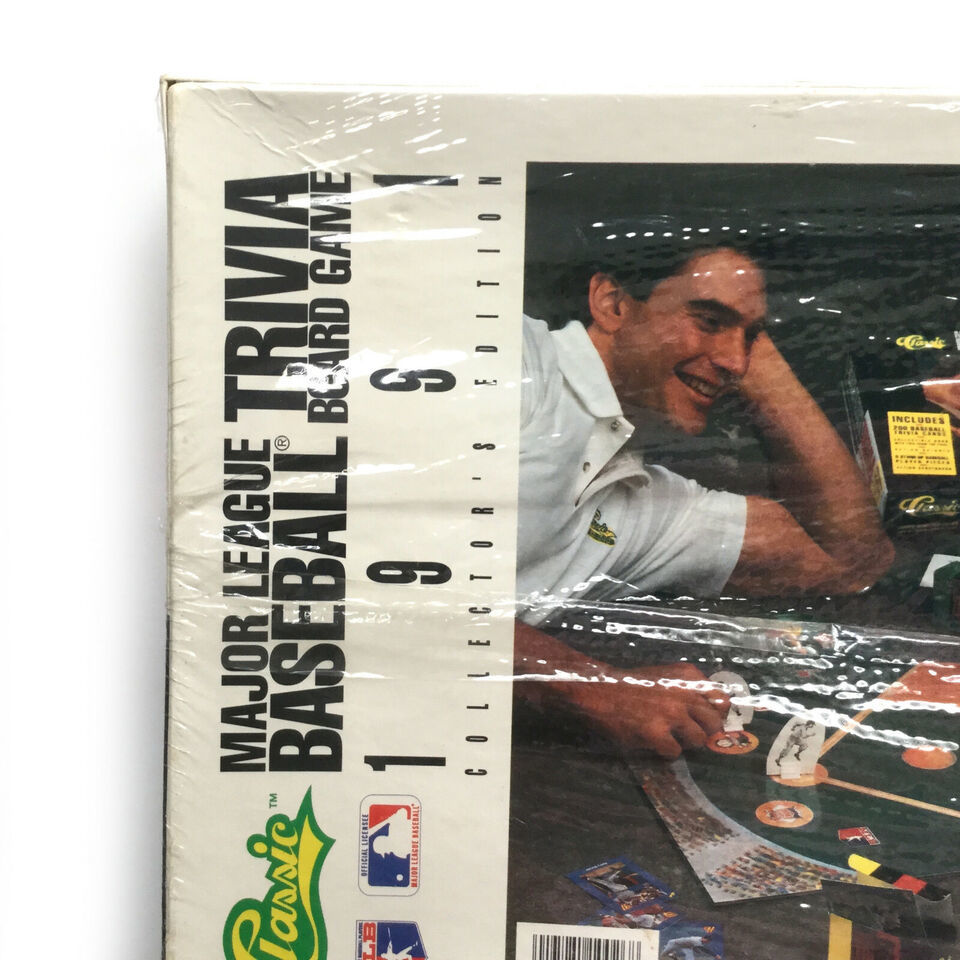 MAJOR LEAGUE TRIVIA
BASEBALL® BOARD GAME
1991
COLLECTOR'S EDITION
Classic™
OFFICIAL LICENSEE
MAJOR LEAGUE BASEBALL
Classic
INCLUDES
200 BASEBALL
TRIVIA CARDS
Classic